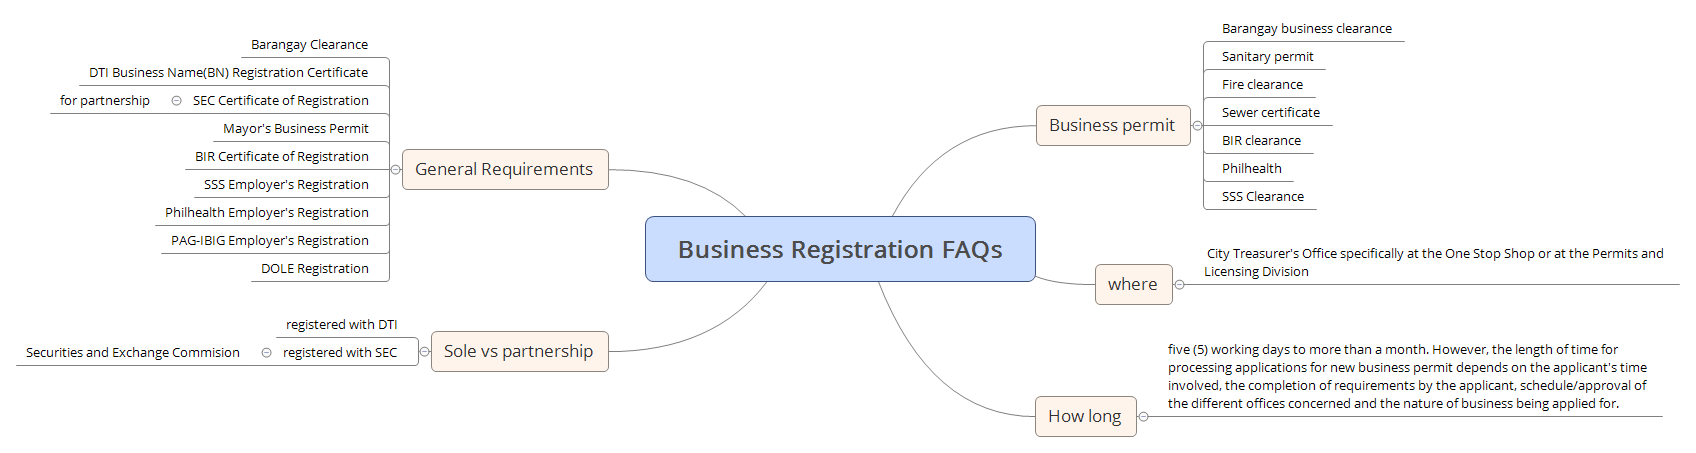 Business Registration FAQs
Business permit
Barangay business clearance
Sanitary permit
Fire clearance
Sewer certificate
BIR clearance
Philhealth
SSS Clearance
where
City Treasurer's Office specifically at the One Stop Shop or at the Permits and
Licensing Division
How long
five (5) working days to more than a month. However, the length of time for
processing applications for new business permit depends on the applicant's time
involved, the completion of requirements by the applicant, schedule/approval of
the different offices concerned and the nature of business being applied for.
General Requirements
Barangay Clearance
DTI Business Name(BN) Registration Certificate
SEC Certificate of Registration
for partnership
Mayor's Business Permit
BIR Certificate of Registration
SSS Employer's Registration
Philhealth Employer's Registration
PAG-IBIG Employer's Registration
DOLE Registration
Sole vs partnership
registered with DTI
registered with SEC
Securities and Exchange Commision